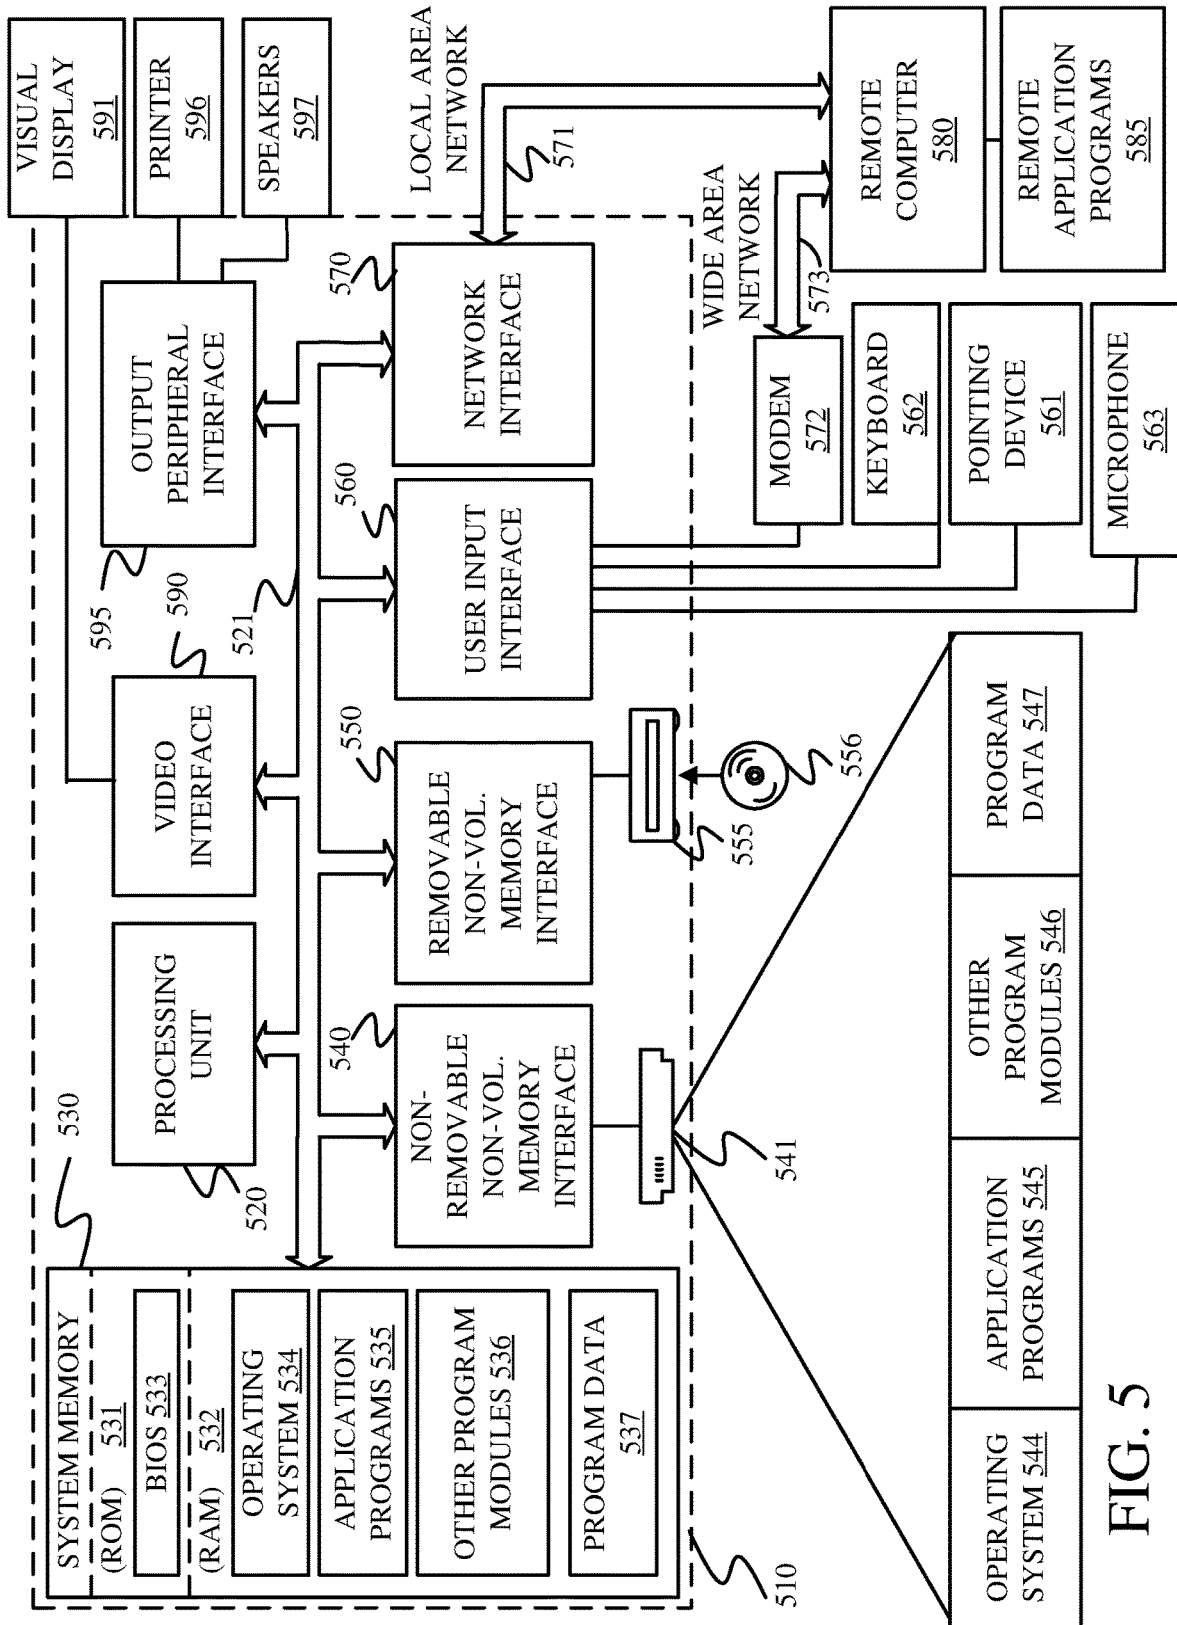 SYSTEM MEMORY
(ROM) 531
BIOS 533
(RAM) 532
OPERATING
SYSTEM 534
APPLICATION
PROGRAMS 535
OTHER PROGRAM
MODULES 536
PROGRAM DATA
537
530
520
PROCESSING
UNIT
VIDEO
INTERFACE
590
595
521
OUTPUT
PERIPHERAL
INTERFACE
VISUAL
DISPLAY
591
PRINTER
596
SPEAKERS
597
540
NON-
REMOVABLE
NON-VOL.
MEMORY
INTERFACE
550
REMOVABLE
NON-VOL.
MEMORY
INTERFACE
560
USER INPUT
INTERFACE
570
NETWORK
INTERFACE
LOCAL AREA
NETWORK
571
510
541
555
556
WIDE AREA
NETWORK
573
MODEM
572
KEYBOARD
562
POINTING
DEVICE
561
MICROPHONE
563
REMOTE
COMPUTER
580
REMOTE
APPLICATION
PROGRAMS
585
OPERATING
SYSTEM 544
APPLICATION
PROGRAMS 545
OTHER
PROGRAM
MODULES 546
PROGRAM
DATA 547
FIG. 5